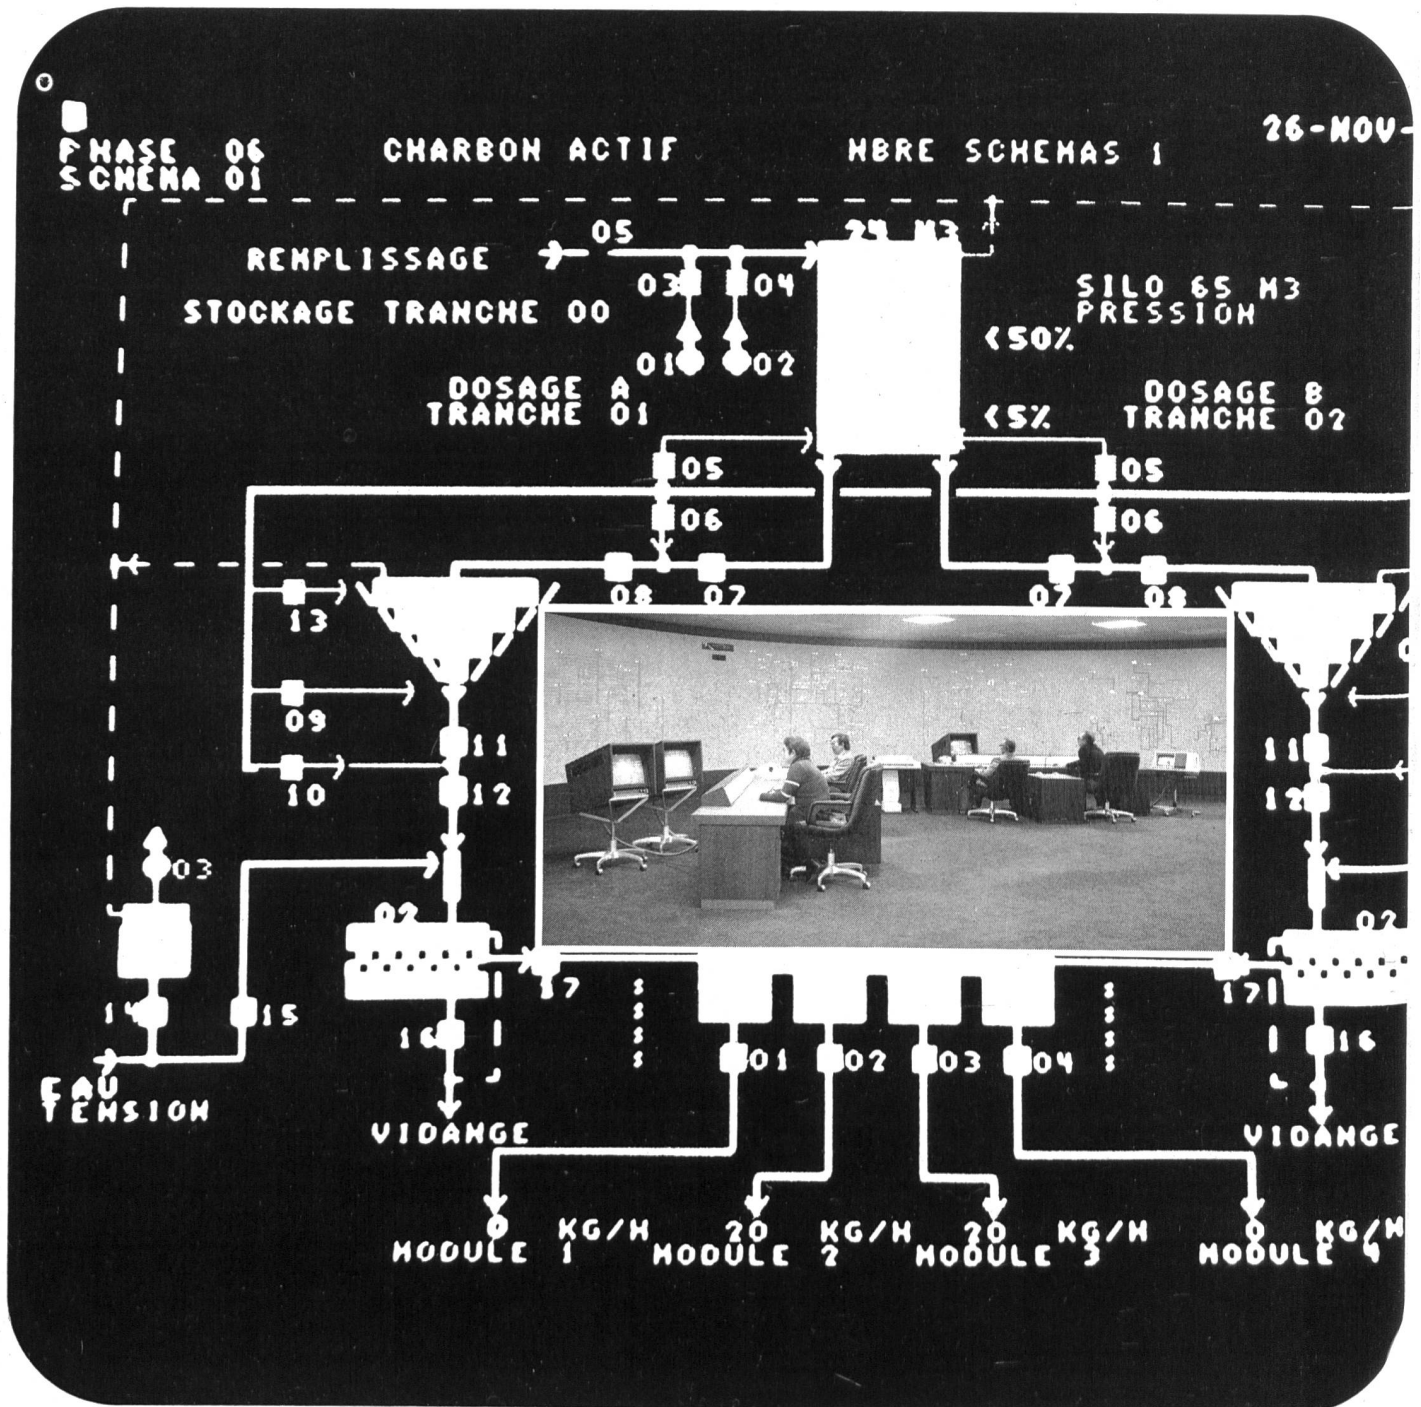 26-NOV-
PHASE 06
CHARBON ACTIF
NBRE SCHEMAS 1
SCHEMA 01
24 M3
REMPLISSAGE
05
03
04
SILO 65 M3
STOCKAGE TRANCHE 00
PRESSION
<50%
01
02
DOSAGE A
DOSAGE B
TRANCHE 01
<5%
TRANCHE 02
05
05
06
06
08
07
07
08
13
09
11
11
10
12
12
03
02
02
17
17
14
15
16
16
01
02
03
04
EAU
TENSION
VIDANGE
VIDANGE
0 KG/H
20 KG/H
20 KG/H
0 KG/H
MODULE 1
MODULE 2
MODULE 3
MODULE 4